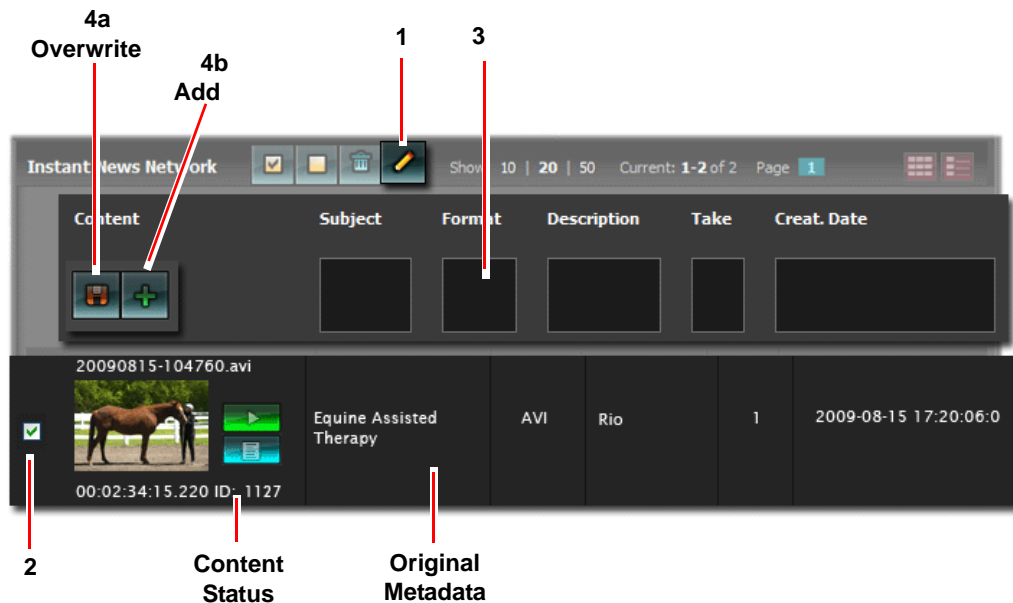 4a
Overwrite
4b
Add
1
3
Instant News Network Show 10 | 20 | 50 Current: 1-2 of 2 Page 1
Content Subject Format Description Take Creat. Date
20090815-104760.avi
Equine Assisted
Therapy
AVI Rio 1 2009-08-15 17:20:06:0
00:02:34:15.220 ID: 1127
2
Content
Status
Original
Metadata